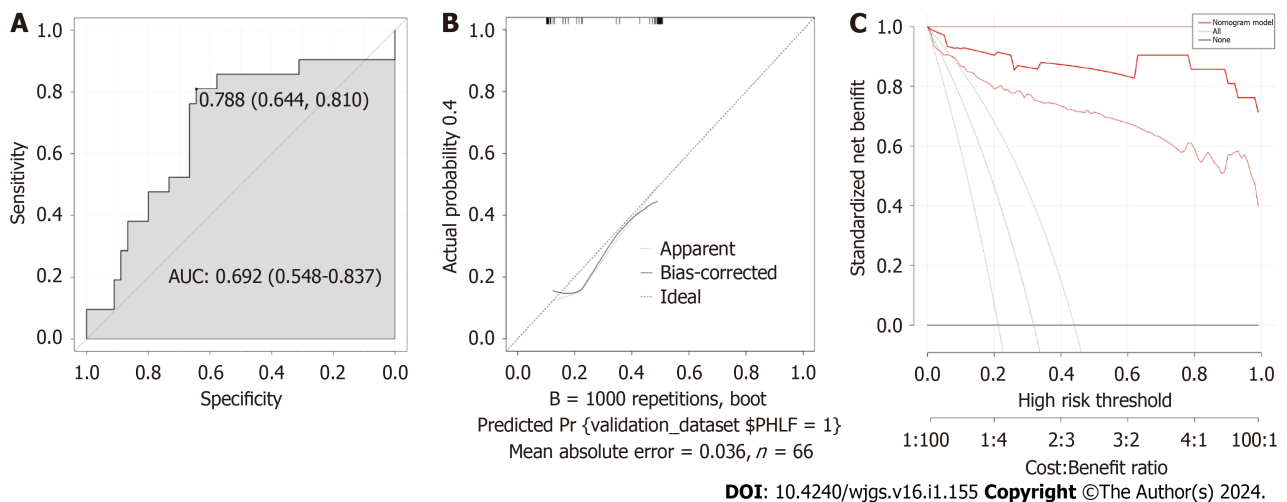 A
Sensitivity
1.0
0.8
0.6
0.4
0.2
0.0
0.788 (0.644, 0.810)
AUC: 0.692 (0.548-0.837)
1.0 0.8 0.6 0.4 0.2 0.0
Specificity
B
Actual probability 0.4
1.0
0.8
0.6
0.4
0.2
0.0
Apparent
Bias-corrected
Ideal
0.0 0.2 0.4 0.6 0.8 1.0
B = 1000 repetitions, boot
Predicted Pr {validation_dataset $PHLF = 1}
Mean absolute error = 0.036, n = 66
C
Standardized net benifit
1.0
0.8
0.6
0.4
0.2
0.0
Nomogram model
All
None
0.0 0.2 0.4 0.6 0.8 1.0
High risk threshold
1:100 1:4 2:3 3:2 4:1 100:1
Cost:Benefit ratio
DOI: 10.4240/wjgs.v16.i1.155 Copyright ©The Author(s) 2024.